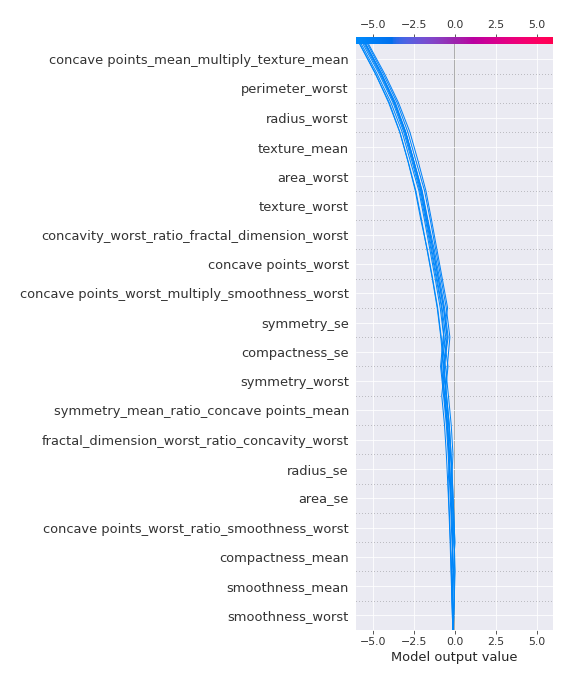 −5.0 −2.5 0.0 2.5 5.0
concave points_mean_multiply_texture_mean
perimeter_worst
radius_worst
texture_mean
area_worst
texture_worst
concavity_worst_ratio_fractal_dimension_worst
concave points_worst
concave points_worst_multiply_smoothness_worst
symmetry_se
compactness_se
symmetry_worst
symmetry_mean_ratio_concave points_mean
fractal_dimension_worst_ratio_concavity_worst
radius_se
area_se
concave points_worst_ratio_smoothness_worst
compactness_mean
smoothness_mean
smoothness_worst
−5.0 −2.5 0.0 2.5 5.0
Model output value